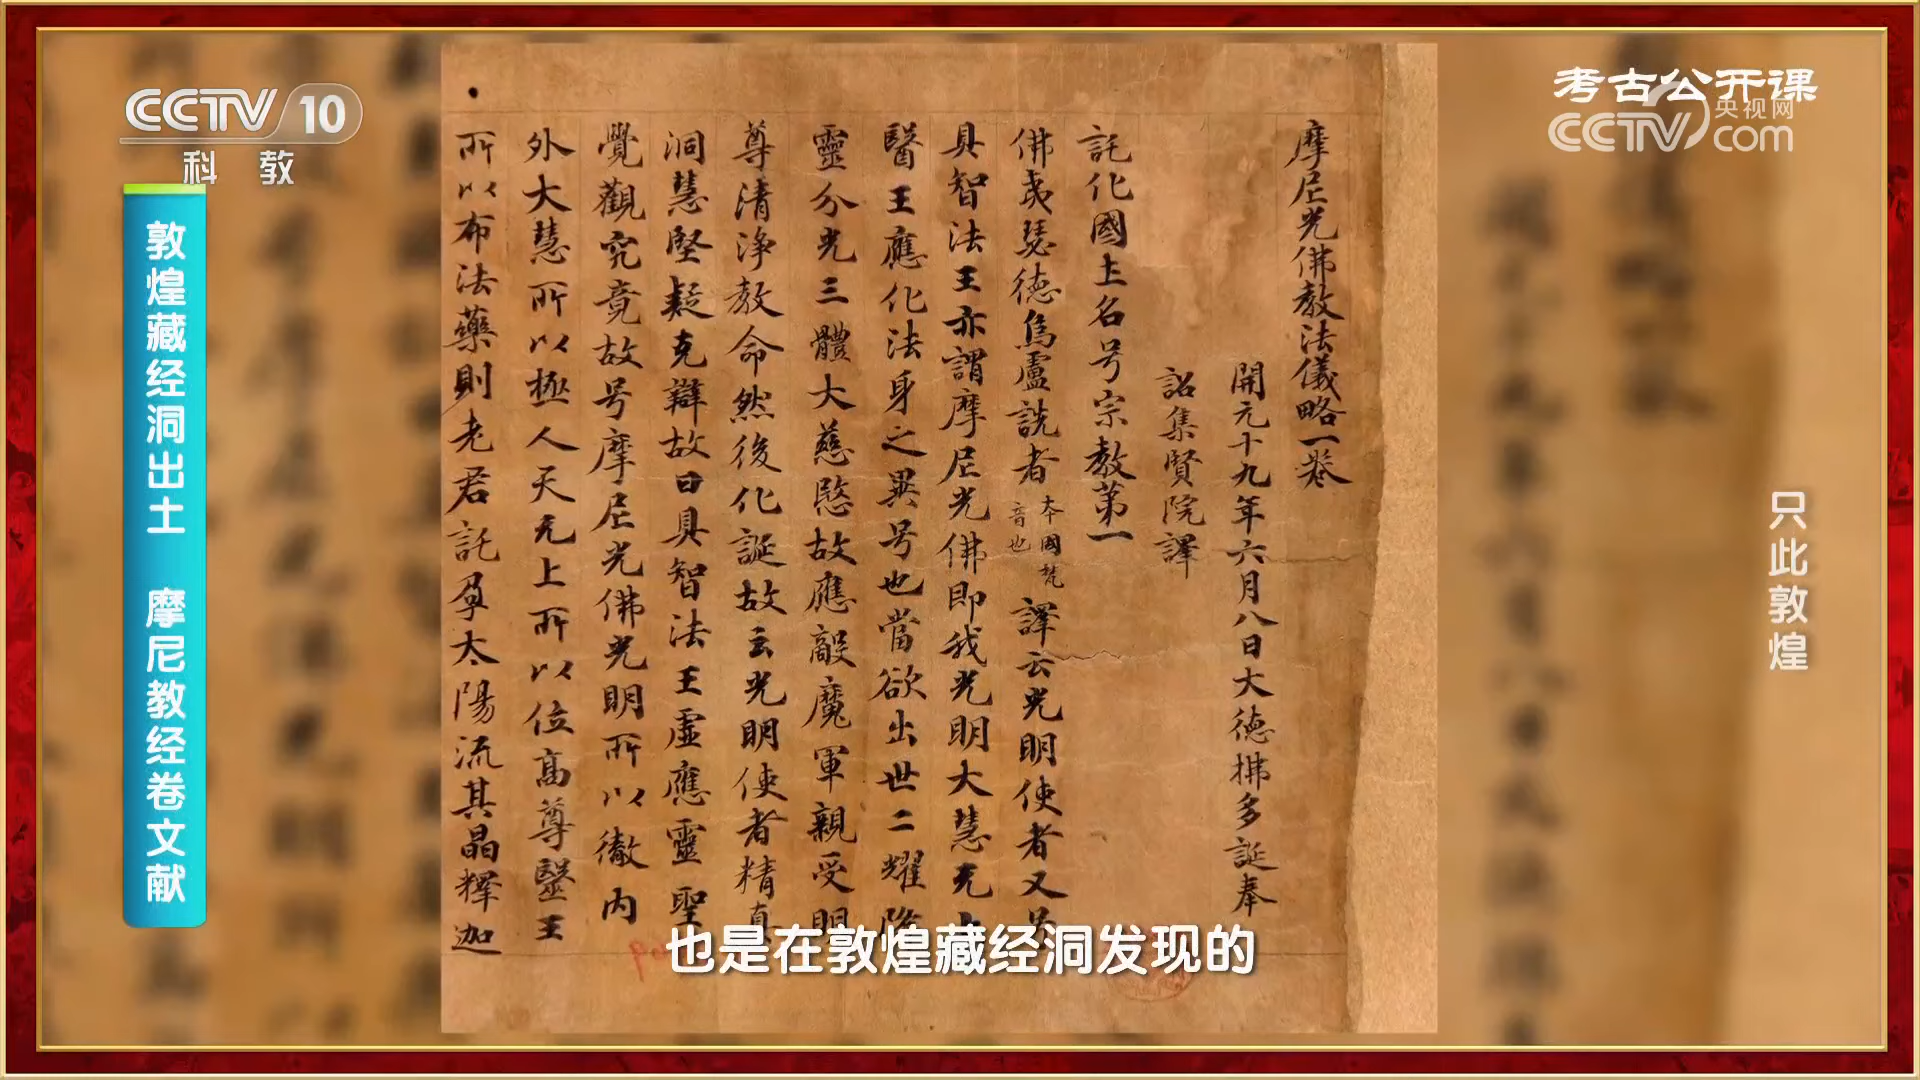 CCTV 10
科 教
考古公开课
央视网
CCTV.com
敦煌藏经洞出土 摩尼教经卷文献
只此敦煌
摩尼光佛教法儀略一卷
開元十九年六月八日大德拂多誕奉
詔集賢院譯
託化國土名号宗教第一
佛夷瑟德烏盧詵者
本國梵
音也
譯云光明使者又号
具智法王亦謂摩尼光佛即我光明大慧无上
醫王應化法身之異号也當欲出世二耀降
靈分光三體大慈愍故應敵魔軍親受明
尊清淨教命然後化誕故云光明使者精真
洞慧堅疑克辯故曰具智法王虛應靈聖
覺觀究竟故号摩尼光佛光明所以徹內
外大慧所以極人天无上所以位高尊醫王
所以布法藥則老君託孕太陽流其晶釋迦
也是在敦煌藏经洞发现的